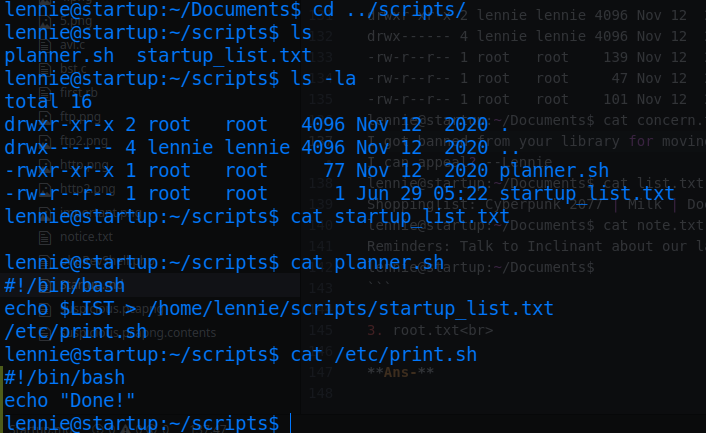 lennie@startup:~/Documents$ cd ../scripts/
lennie@startup:~/scripts$ ls
planner.sh  startup_list.txt
lennie@startup:~/scripts$ ls -la
total 16
drwxr-xr-x 2 root   root   4096 Nov 12  2020 .
drwx------ 4 lennie lennie 4096 Nov 12  2020 ..
-rwxr-xr-x 1 root   root     77 Nov 12  2020 planner.sh
-rw-r--r-- 1 root   root      1 Jun 29 05:22 startup_list.txt
lennie@startup:~/scripts$ cat startup_list.txt

lennie@startup:~/scripts$ cat planner.sh
#!/bin/bash
echo $LIST > /home/lennie/scripts/startup_list.txt
/etc/print.sh
lennie@startup:~/scripts$ cat /etc/print.sh
#!/bin/bash
echo "Done!"
lennie@startup:~/scripts$
drwxr-xr-x 2 lennie lennie 4096 Nov 12
drwx------ 4 lennie lennie 4096 Nov 12
-rw-r--r-- 1 root   root    139 Nov 12
-rw-r--r-- 1 root   root     47 Nov 12
-rw-r--r-- 1 root   root    101 Nov 12
lennie@startup:~/Documents$ cat concern.
I got banned from your library for moving
lennie@startup:~/Documents$ cat list.txt
Shoppinglist: Cyberpunk 2077 | Milk | Do
lennie@startup:~/Documents$ cat note.txt
Reminders: Talk to Inclinant about our la
lennie@startup:~/Documents$
```
145 3. root.txt<br>
147 **Ans-**
148
5.png
ftp.png
ftp2.png
http.png
notice.txt